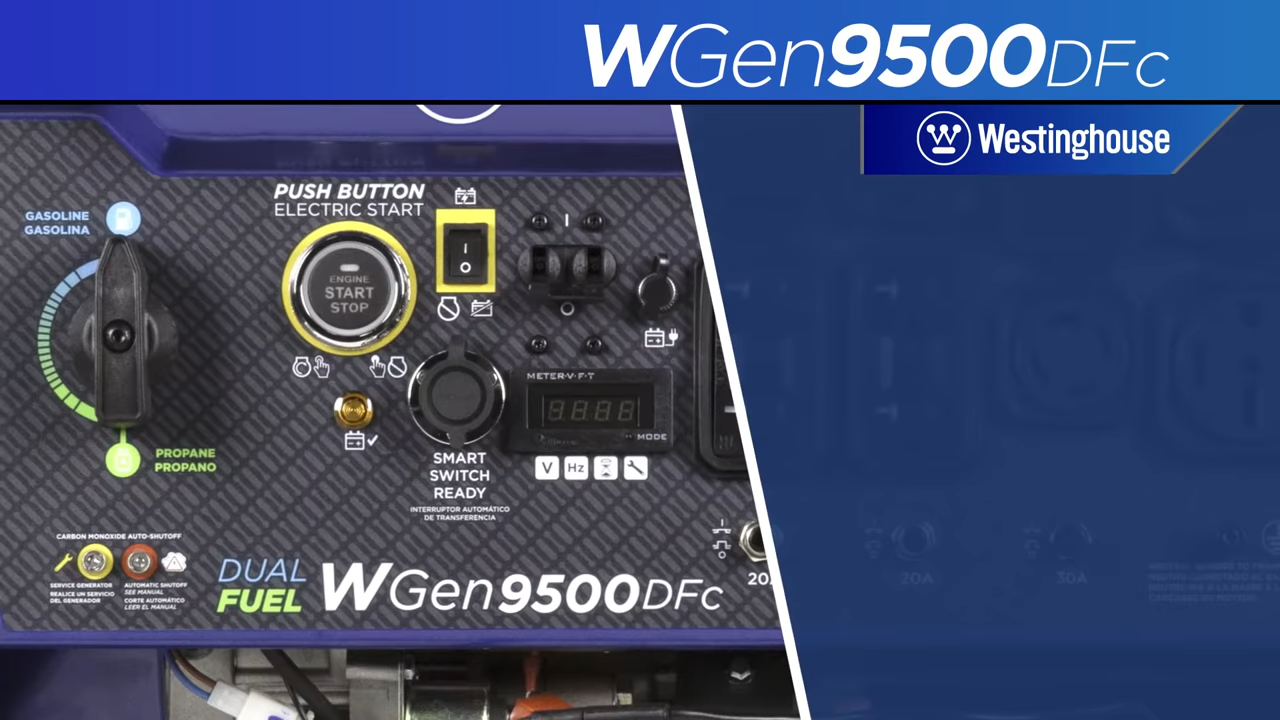 WGen9500DFc
Westinghouse
GASOLINE
GASOLINA
PROPANE
PROPANO
PUSH BUTTON
ELECTRIC START
I
O
ENGINE
START
STOP
I
O
SMART
SWITCH
READY
INTERRUPTOR AUTOMÁTICO
DE TRANSFERENCIA
METER-V·F·T
8888
MODE
V Hz
CARBON MONOXIDE AUTO-SHUTOFF
SERVICE GENERATOR
REALICE UN SERVICIO
DEL GENERADOR
AUTOMATIC SHUTOFF
SEE MANUAL
CORTE AUTOMÁTICO
LEER EL MANUAL
DUAL
FUEL
WGen9500DFc
20A
30A